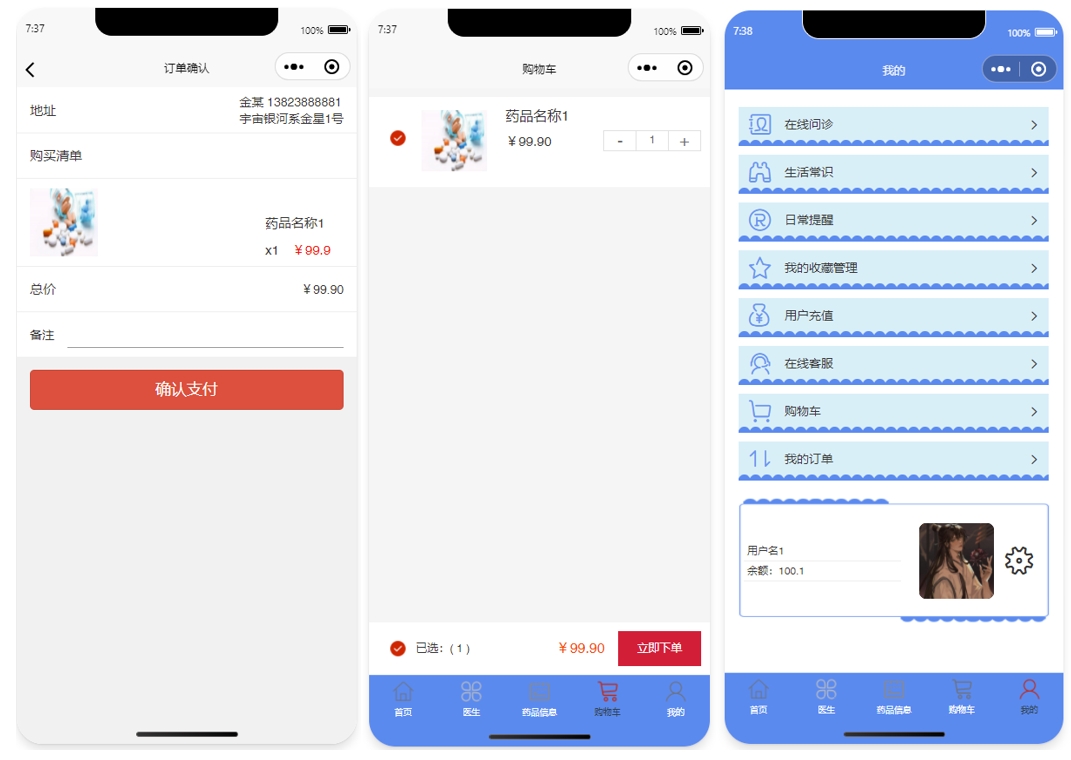 7:37
100%
订单确认
地址
金某 13823888881
宇宙银河系金星1号
购买清单
药品名称1
x1 ￥99.9
总价
￥99.90
备注
确认支付
7:37
100%
购物车
药品名称1
￥99.90
- 1 +
已选：( 1 )
￥99.90
立即下单
首页
医生
药品信息
购物车
我的
7:38
100%
我的
在线问诊
生活常识
日常提醒
我的收藏管理
用户充值
在线客服
购物车
我的订单
用户名1
余额：100.1
首页
医生
药品信息
购物车
我的